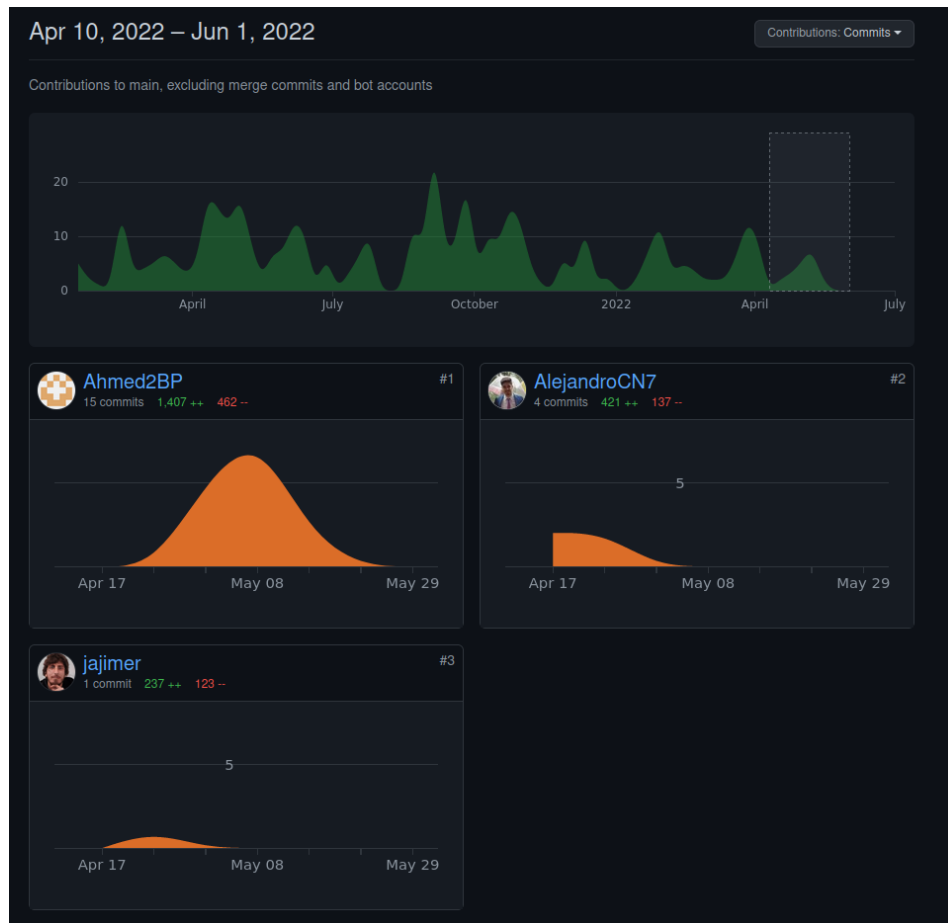 Apr 10, 2022 – Jun 1, 2022
Contributions: Commits
Contributions to main, excluding merge commits and bot accounts
20
10
0
April
July
October
2022
April
July
Ahmed2BP
#1
15 commits 1,407 ++ 462 --
Apr 17
May 08
May 29
AlejandroCN7
#2
4 commits 421 ++ 137 --
5
Apr 17
May 08
May 29
jajimer
#3
1 commit 237 ++ 123 --
5
Apr 17
May 08
May 29